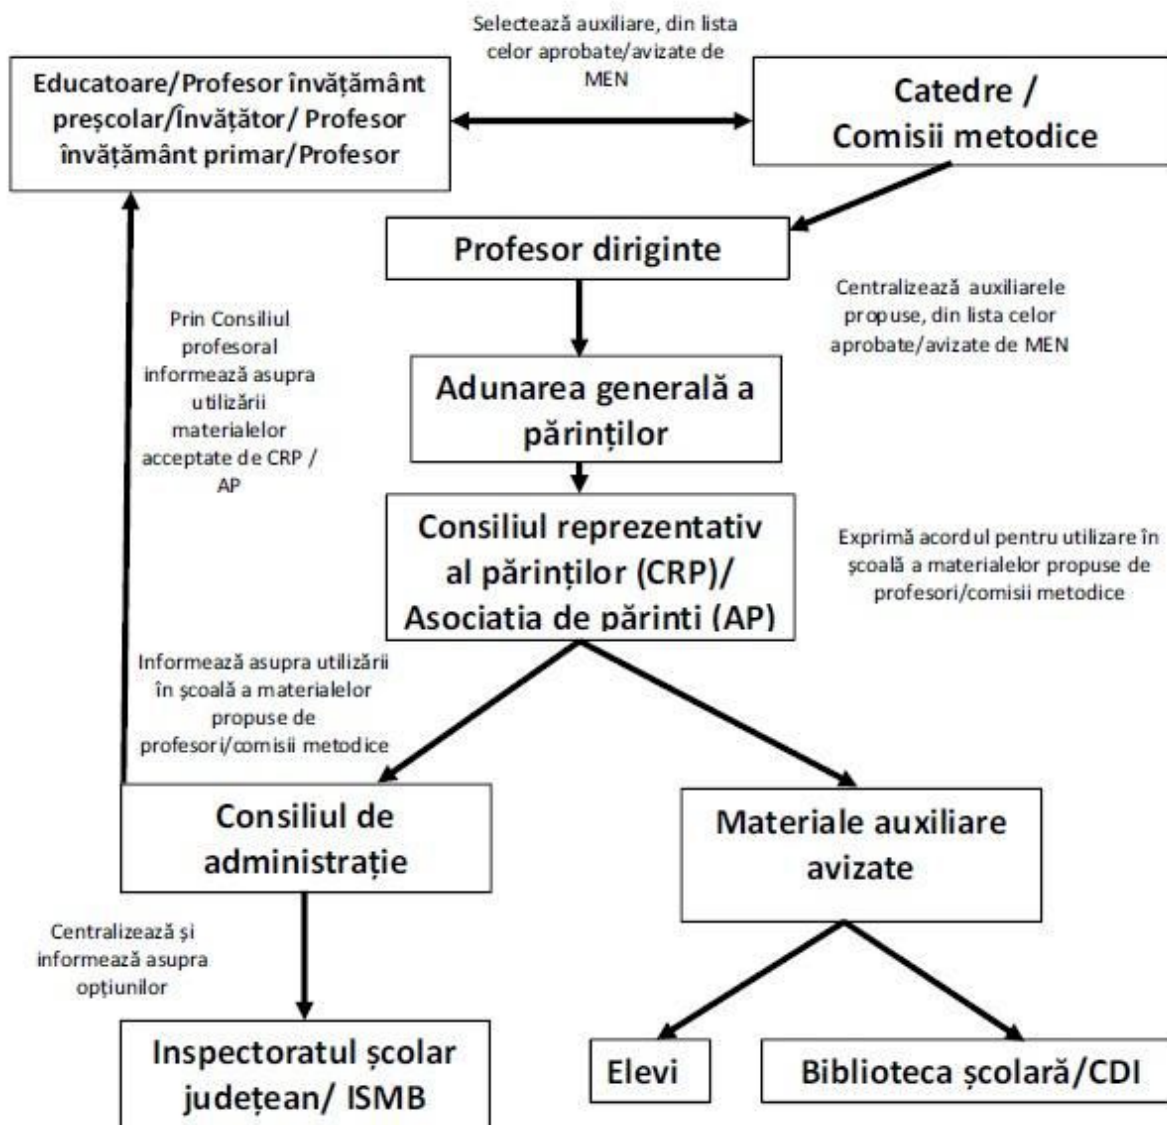 Selectează auxiliare, din lista
celor aprobate/avizate de
MEN
Educatoare/Profesor învățământ
preșcolar/Învățător/ Profesor
învățământ primar/Profesor
Catedre /
Comisii metodice
Profesor diriginte
Centralizează auxiliarele
propuse, din lista celor
aprobate/avizate de MEN
Prin Consiliul
profesoral
informează asupra
utilizării
materialelor
acceptate de CRP /
AP
Adunarea generală a
părinților
Consiliul reprezentativ
al părinților (CRP)/
Asociația de părinți (AP)
Exprimă acordul pentru utilizare în
școală a materialelor propuse de
profesori/comisii metodice
Informează asupra utilizării
în școală a materialelor
propuse de
profesori/comisii metodice
Consiliul de
administrație
Materiale auxiliare
avizate
Centralizează și
informează asupra
opțiunilor
Inspectoratul școlar
județean/ ISMB
Elevi
Biblioteca școlară/CDI